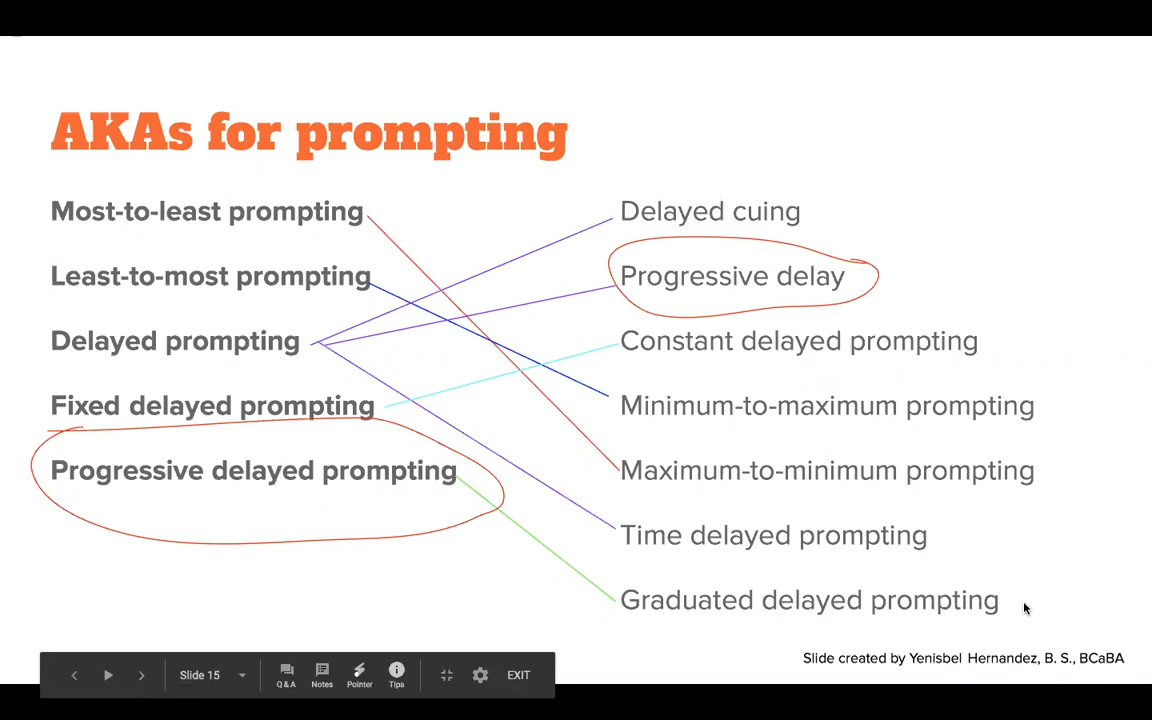 AKAs for prompting
Most-to-least prompting
Delayed cuing
Least-to-most prompting
Progressive delay
Delayed prompting
Constant delayed prompting
Fixed delayed prompting
Minimum-to-maximum prompting
Progressive delayed prompting
Maximum-to-minimum prompting
Time delayed prompting
Graduated delayed prompting
Slide created by Yenisbel Hernandez, B. S., BCaBA
Slide 15
Q & A
Notes
Pointer
Tips
EXIT